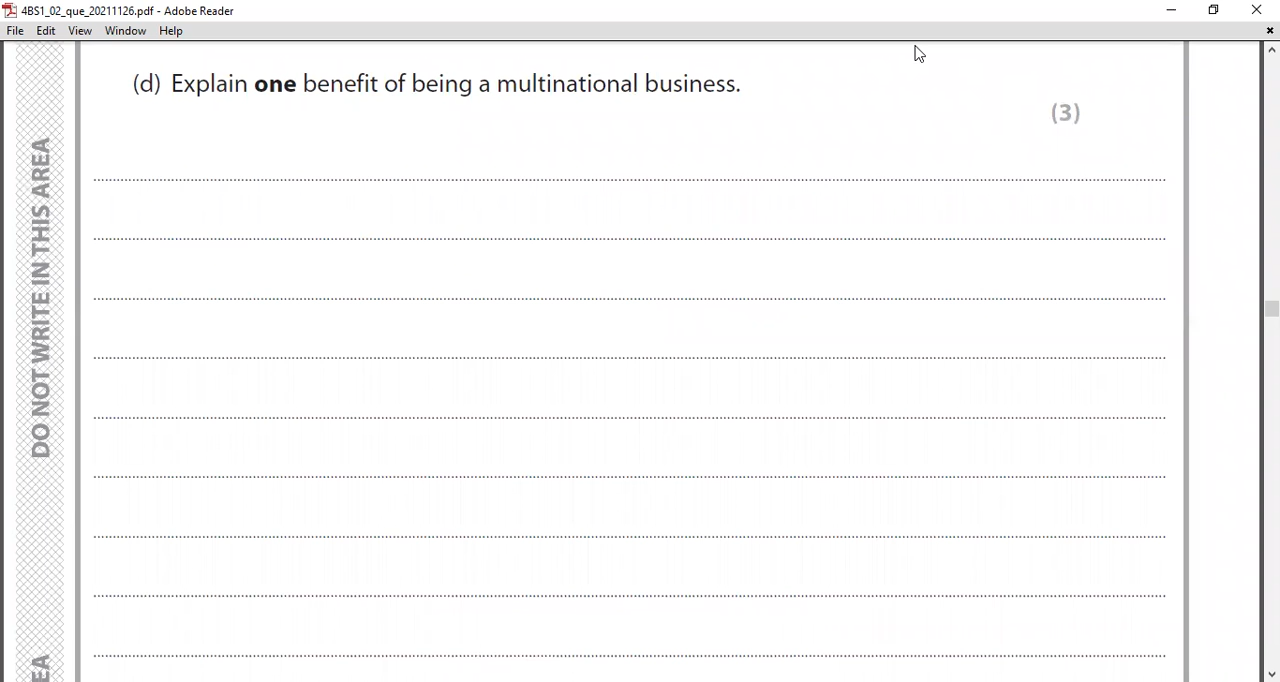 4BS1_02_que_20211126.pdf - Adobe Reader
File Edit View Window Help
(d) Explain one benefit of being a multinational business.
(3)
DO NOT WRITE IN THIS AREA
EA